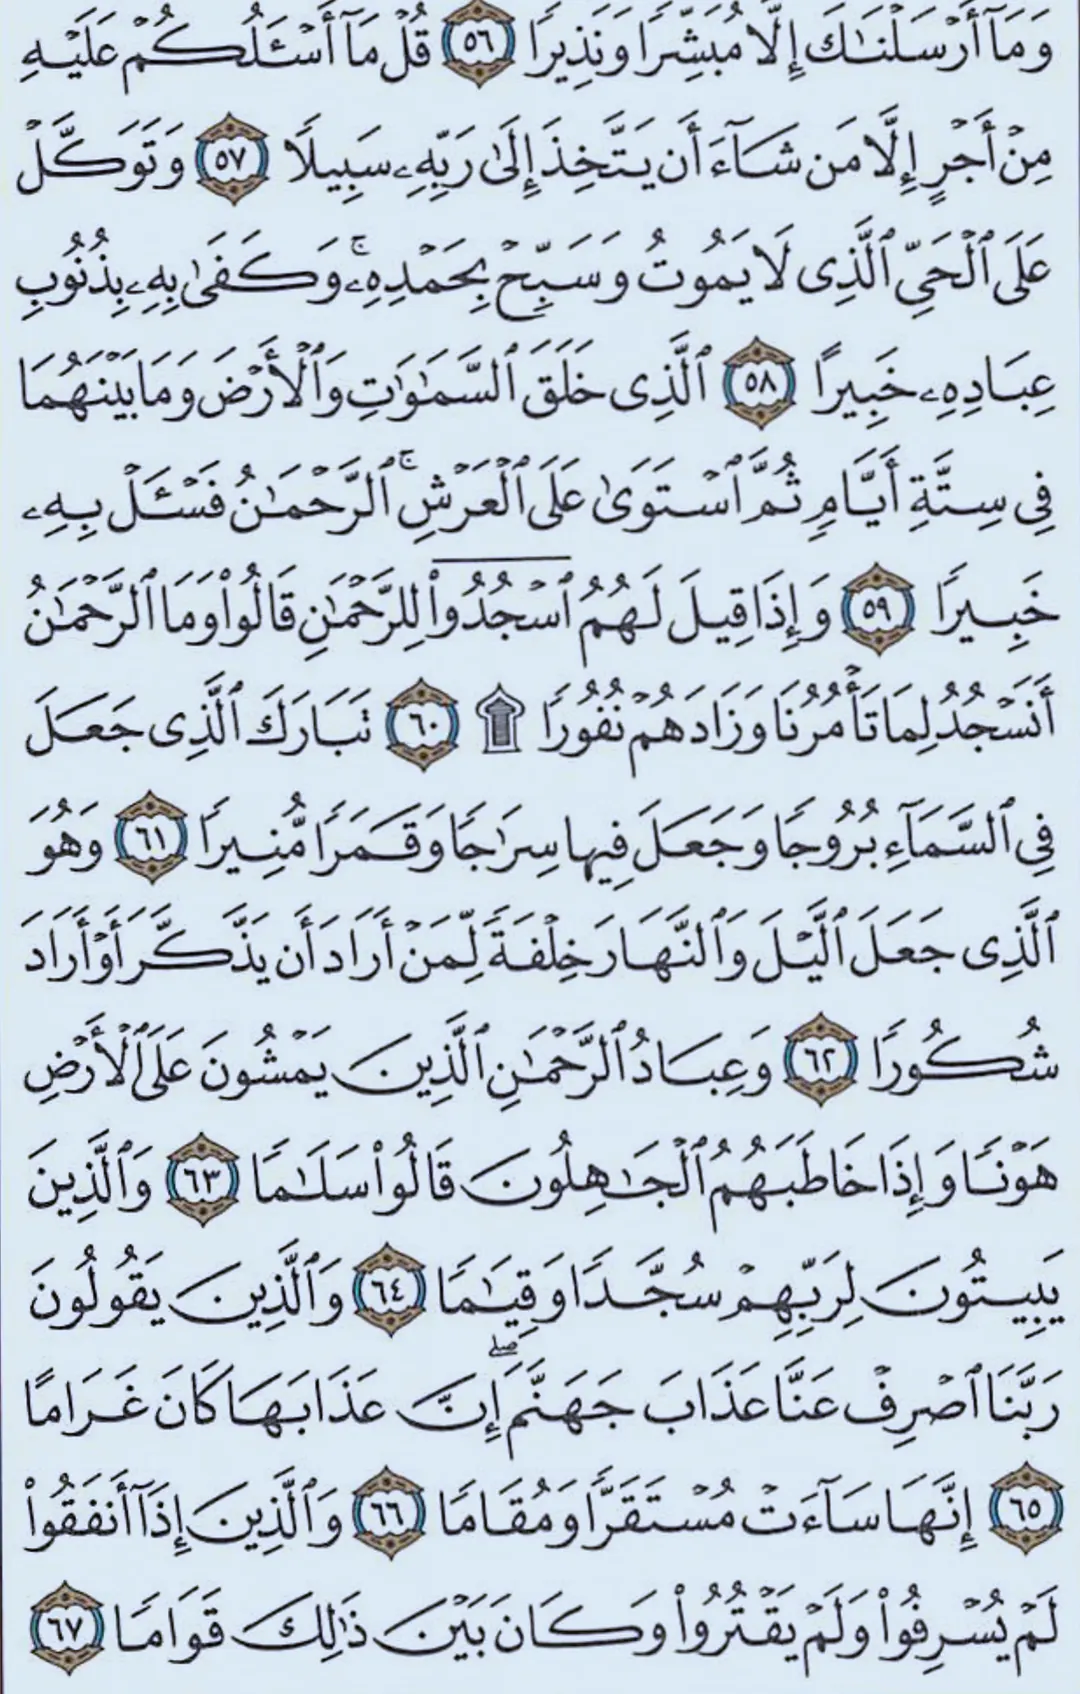 وَمَآ أَرْسَلْنَٰكَ إِلَّا مُبَشِّرًا وَنَذِيرًا ٥٦ قُلْ مَآ أَسْـَٔلُكُمْ عَلَيْهِ
مِنْ أَجْرٍ إِلَّا مَن شَآءَ أَن يَتَّخِذَ إِلَىٰ رَبِّهِۦ سَبِيلًا ٥٧ وَتَوَكَّلْ
عَلَى ٱلْحَىِّ ٱلَّذِى لَا يَمُوتُ وَسَبِّحْ بِحَمْدِهِۦ ۚ وَكَفَىٰ بِهِۦ بِذُنُوبِ
عِبَادِهِۦ خَبِيرًا ٥٨ ٱلَّذِى خَلَقَ ٱلسَّمَٰوَٰتِ وَٱلْأَرْضَ وَمَا بَيْنَهُمَا
فِى سِتَّةِ أَيَّامٍ ثُمَّ ٱسْتَوَىٰ عَلَى ٱلْعَرْشِ ۚ ٱلرَّحْمَٰنُ فَسْـَٔلْ بِهِۦ
خَبِيرًا ٥٩ وَإِذَا قِيلَ لَهُمُ ٱسْجُدُوا۟ لِلرَّحْمَٰنِ قَالُوا۟ وَمَا ٱلرَّحْمَٰنُ
أَنَسْجُدُ لِمَا تَأْمُرُنَا وَزَادَهُمْ نُفُورًا ۩ ٦٠ تَبَارَكَ ٱلَّذِى جَعَلَ
فِى ٱلسَّمَآءِ بُرُوجًا وَجَعَلَ فِيهَا سِرَٰجًا وَقَمَرًا مُّنِيرًا ٦١ وَهُوَ
ٱلَّذِى جَعَلَ ٱلَّيْلَ وَٱلنَّهَارَ خِلْفَةً لِّمَنْ أَرَادَ أَن يَذَّكَّرَ أَوْ أَرَادَ
شُكُورًا ٦٢ وَعِبَادُ ٱلرَّحْمَٰنِ ٱلَّذِينَ يَمْشُونَ عَلَى ٱلْأَرْضِ
هَوْنًا وَإِذَا خَاطَبَهُمُ ٱلْجَٰهِلُونَ قَالُوا۟ سَلَٰمًا ٦٣ وَٱلَّذِينَ
يَبِيتُونَ لِرَبِّهِمْ سُجَّدًا وَقِيَٰمًا ٦٤ وَٱلَّذِينَ يَقُولُونَ
رَبَّنَا ٱصْرِفْ عَنَّا عَذَابَ جَهَنَّمَ ۖ إِنَّ عَذَابَهَا كَانَ غَرَامًا
٦٥ إِنَّهَا سَآءَتْ مُسْتَقَرًّا وَمُقَامًا ٦٦ وَٱلَّذِينَ إِذَآ أَنفَقُوا۟
لَمْ يُسْرِفُوا۟ وَلَمْ يَقْتُرُوا۟ وَكَانَ بَيْنَ ذَٰلِكَ قَوَامًا ٦٧